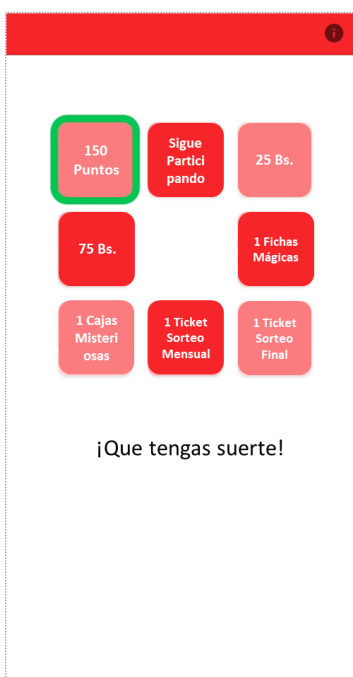 150
Puntos
Sigue
Partici
pando
25 Bs.
75 Bs.
1 Fichas
Mágicas
1 Cajas
Misteri
osas
1 Ticket
Sorteo
Mensual
1 Ticket
Sorteo
Final
¡Que tengas suerte!